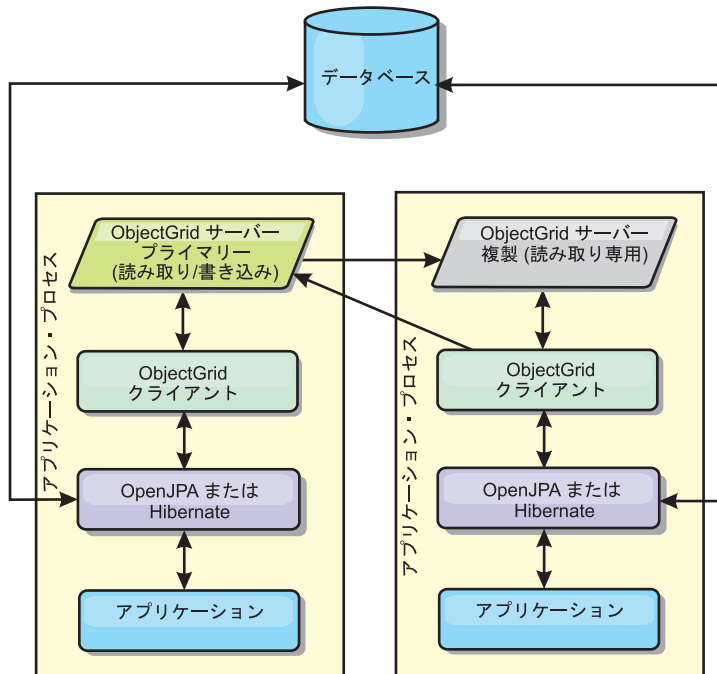 データベース
ObjectGrid サーバー
プライマリー
(読み取り/書き込み)
アプリケーション・プロセス
ObjectGrid
クライアント
OpenJPA または
Hibernate
アプリケーション
ObjectGrid サーバー
複製 (読み取り専用)
アプリケーション・プロセス
ObjectGrid
クライアント
OpenJPA または
Hibernate
アプリケーション